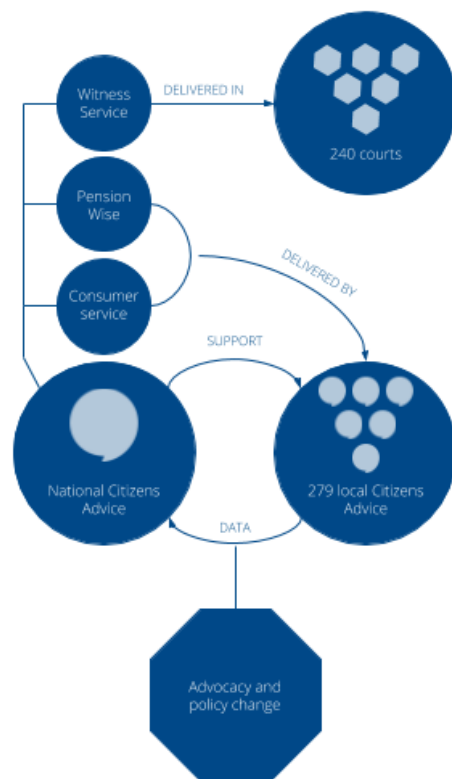 Witness
Service
DELIVERED IN
240 courts
Pension
Wise
Consumer
service
DELIVERED BY
SUPPORT
National Citizens
Advice
279 local Citizens
Advice
DATA
Advocacy and
policy change